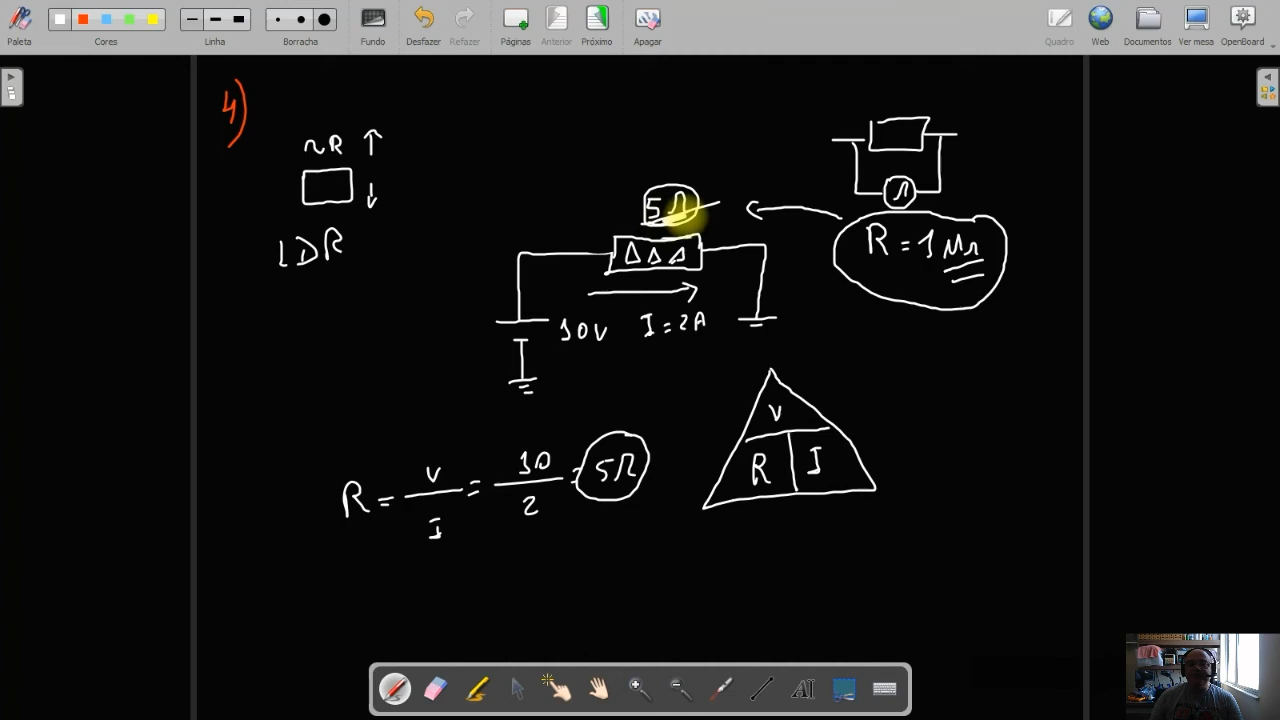 Paleta
Cores
Linha
Borracha
Fundo
Desfazer
Refazer
Páginas
Anterior
Próximo
Apagar
Quadro
Web
Documentos
Ver mesa
OpenBoard
4)
R ↑
↓
LDR
5Ω
Ω
R = 1 MΩ
10V
I = 2A
R = V/I = 10/2 = 5Ω
V
R
I
AI